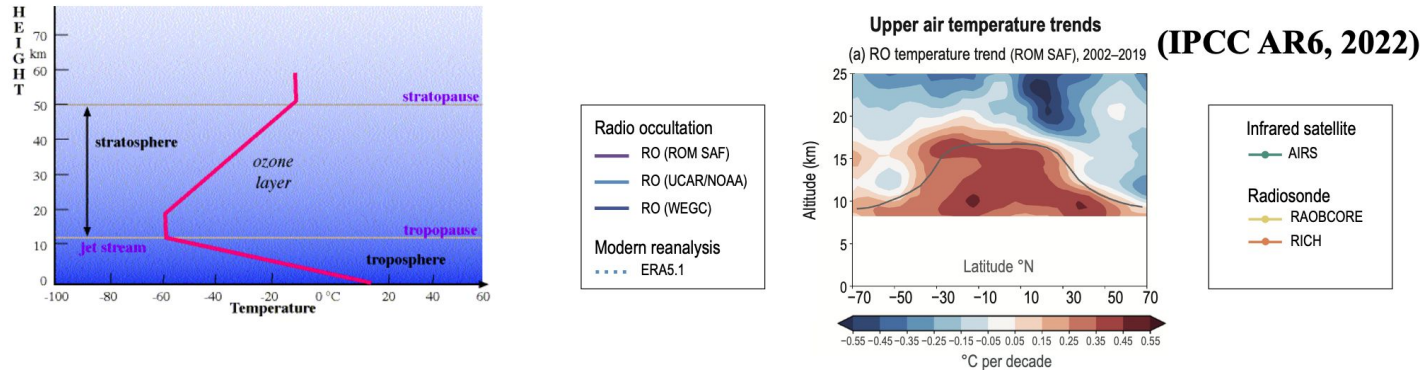 HEIGHT
km
70
60
50
40
30
20
10
0
stratopause
stratosphere
ozone
layer
tropopause
jet stream
troposphere
-100 -80 -60 -40 -20 0 °C 20 40 60
Temperature
Radio occultation
RO (ROM SAF)
RO (UCAR/NOAA)
RO (WEGC)
Modern reanalysis
ERA5.1
Upper air temperature trends
(a) RO temperature trend (ROM SAF), 2002–2019
(IPCC AR6, 2022)
Altitude (km)
25
20
15
10
5
0
Latitude °N
−70 −50 −30 −10 10 30 50 70
−0.55 −0.45 −0.35 −0.25 −0.15 −0.05 0.05 0.15 0.25 0.35 0.45 0.55
°C per decade
Infrared satellite
AIRS
Radiosonde
RAOBCORE
RICH